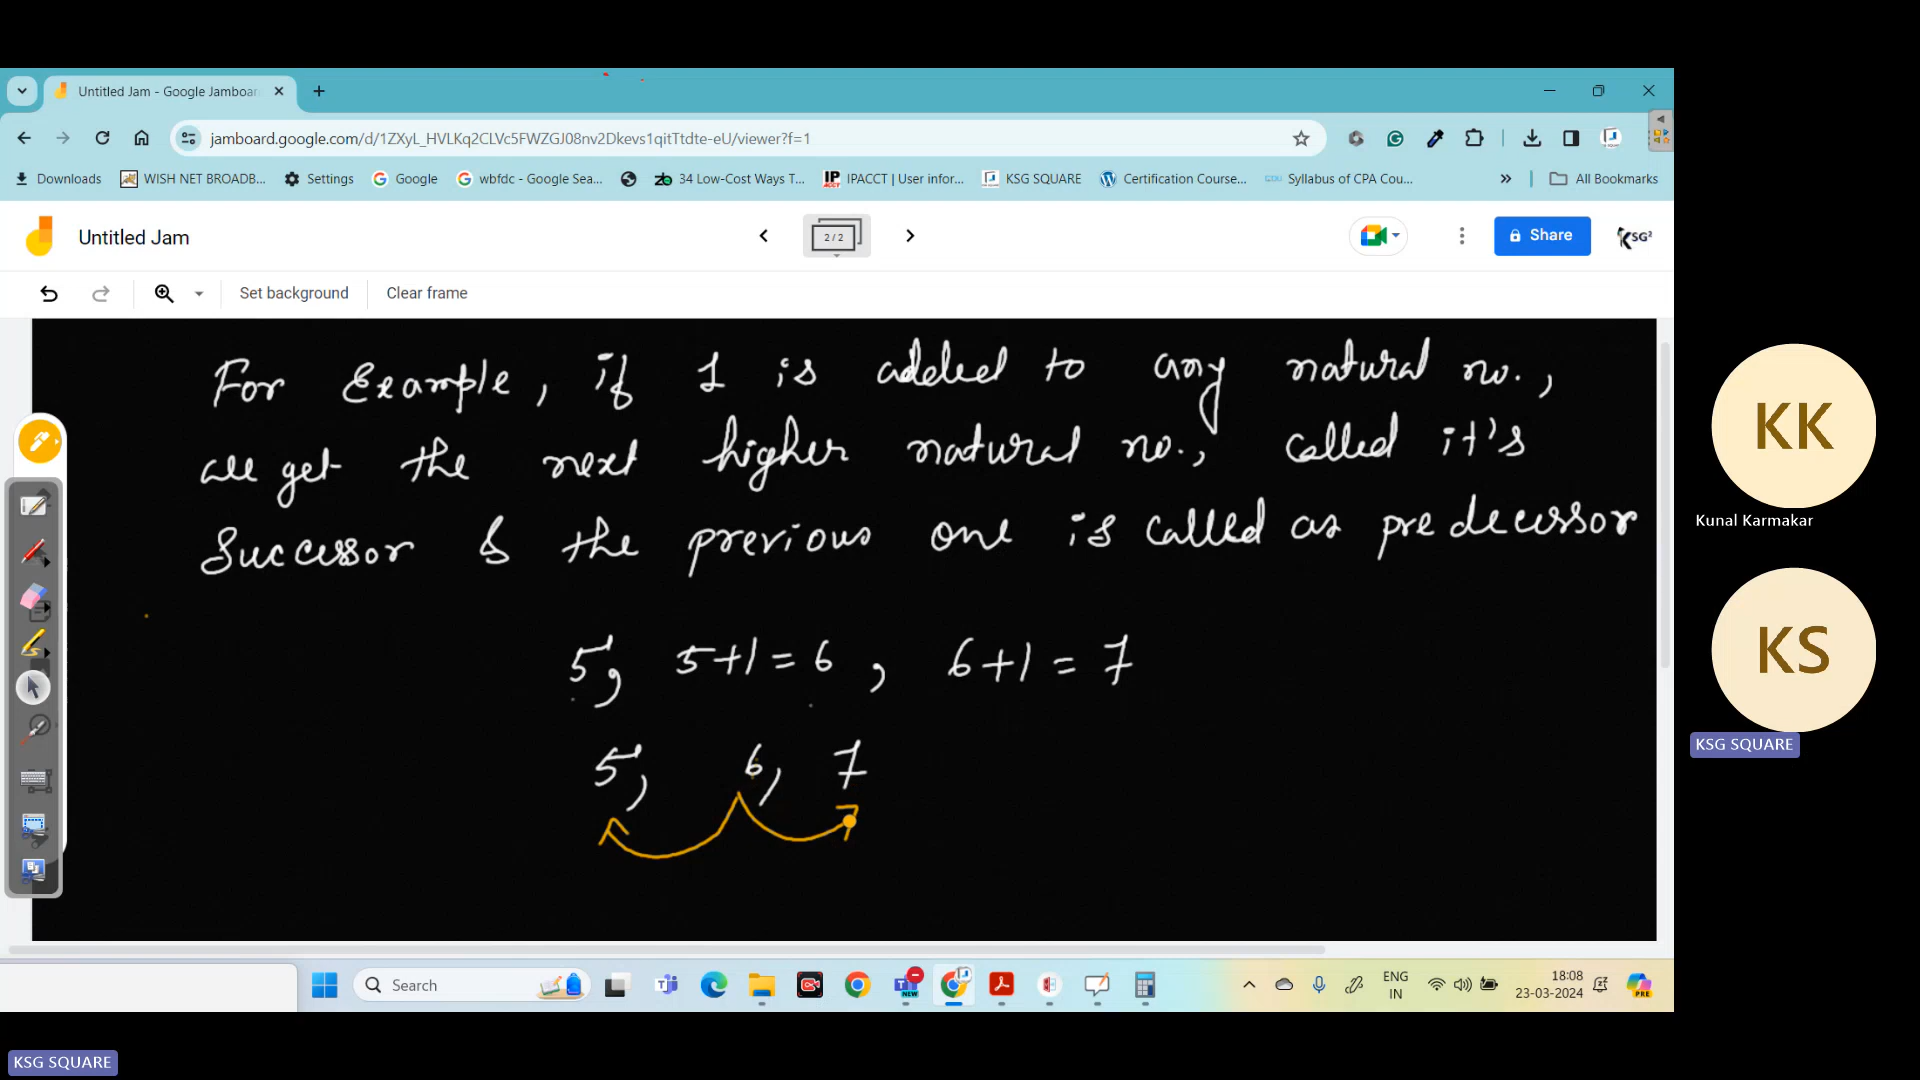 Untitled Jam - Google Jamboar
jamboard.google.com/d/1ZXyL_HVLKq2CLVc5FWZGJ08nv2Dkevs1qitTtdte-eU/viewer?f=1
Downloads WISH NET BROADB... Settings Google wbfdc - Google Sea... 34 Low-Cost Ways T... IPACCT | User infor... KSG SQUARE Certification Course... Syllabus of CPA Cou... » All Bookmarks
Untitled Jam 2 / 2 Share KSG²
Set background Clear frame
For Example, if 1 is added to any natural no.,
we get the next higher natural no., called it's
Successor & the previous one is called as predecessor
5, 5+1=6, 6+1=7
5, 6, 7
KK
Kunal Karmakar
KS
KSG SQUARE
Search
ENG
IN
18:08
23-03-2024
KSG SQUARE